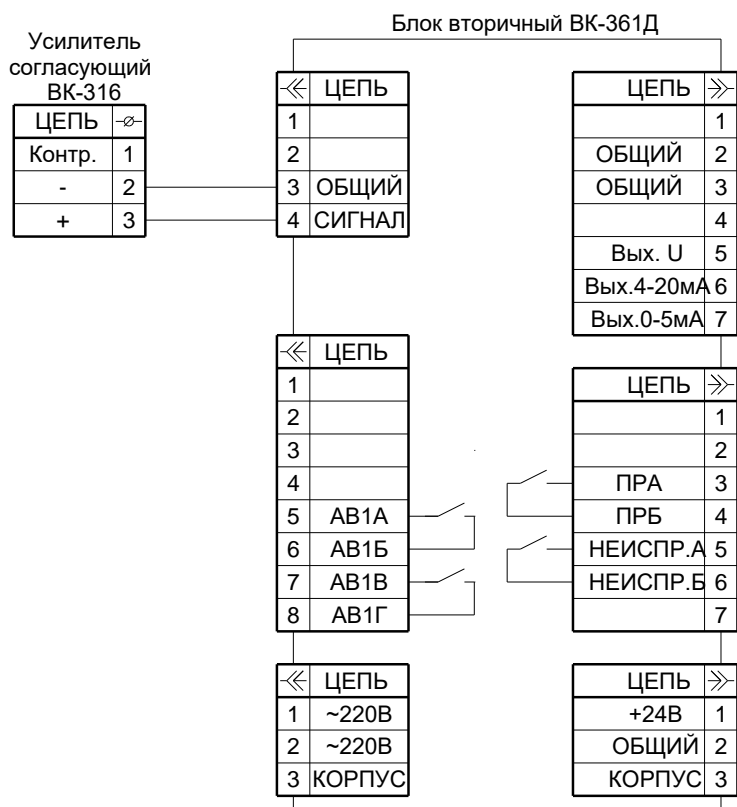 Блок вторичный ВК-361Д
Усилитель
согласующий
ВК-316
ЦЕПЬ
Контр. 1
- 2
+ 3
ЦЕПЬ
1
2
3 ОБЩИЙ
4 СИГНАЛ
ЦЕПЬ
1
ОБЩИЙ 2
ОБЩИЙ 3
4
Вых. U 5
Вых.4-20мА 6
Вых.0-5мА 7
ЦЕПЬ
1
2
3
4
5 АВ1А
6 АВ1Б
7 АВ1В
8 АВ1Г
ЦЕПЬ
1
2
ПРА 3
ПРБ 4
НЕИСПР.А 5
НЕИСПР.Б 6
7
ЦЕПЬ
1 ~220В
2 ~220В
3 КОРПУС
ЦЕПЬ
+24В 1
ОБЩИЙ 2
КОРПУС 3